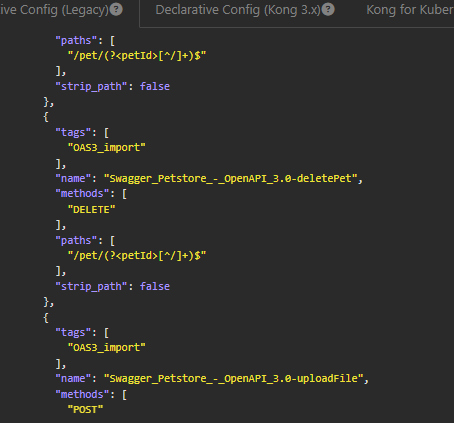 ive Config (Legacy)? Declarative Config (Kong 3.x)? Kong for Kuber
"paths": [
"/pet/(?<petId>[^/]+)$"
],
"strip_path": false
},
{
"tags": [
"OAS3_import"
],
"name": "Swagger_Petstore_-_OpenAPI_3.0-deletePet",
"methods": [
"DELETE"
],
"paths": [
"/pet/(?<petId>[^/]+)$"
],
"strip_path": false
},
{
"tags": [
"OAS3_import"
],
"name": "Swagger_Petstore_-_OpenAPI_3.0-uploadFile",
"methods": [
"POST"